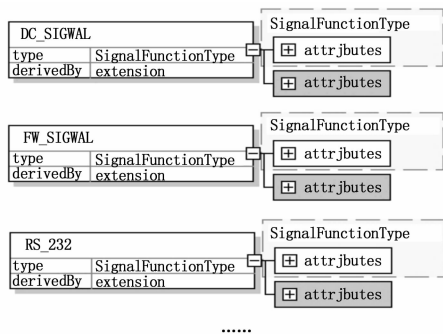 SignalFunctionType
DC_SIGWAL
attrjbutes
type SignalFunctionType
derivedBy extension
attrjbutes
SignalFunctionType
FW_SIGWAL
attrjbutes
type SignalFunctionType
derivedBy extension
attrjbutes
SignalFunctionType
RS_232
attrjbutes
type SignalFunctionType
derivedBy extension
attrjbutes
......